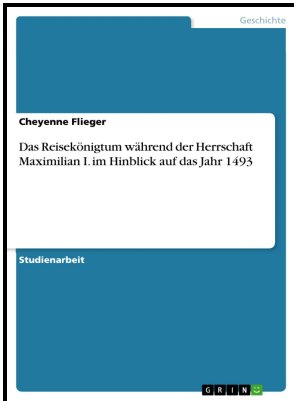 Geschichte
Cheyenne Flieger
Das Reisekönigtum während der Herrschaft
Maximilian I. im Hinblick auf das Jahr 1493
Studienarbeit
GRIN